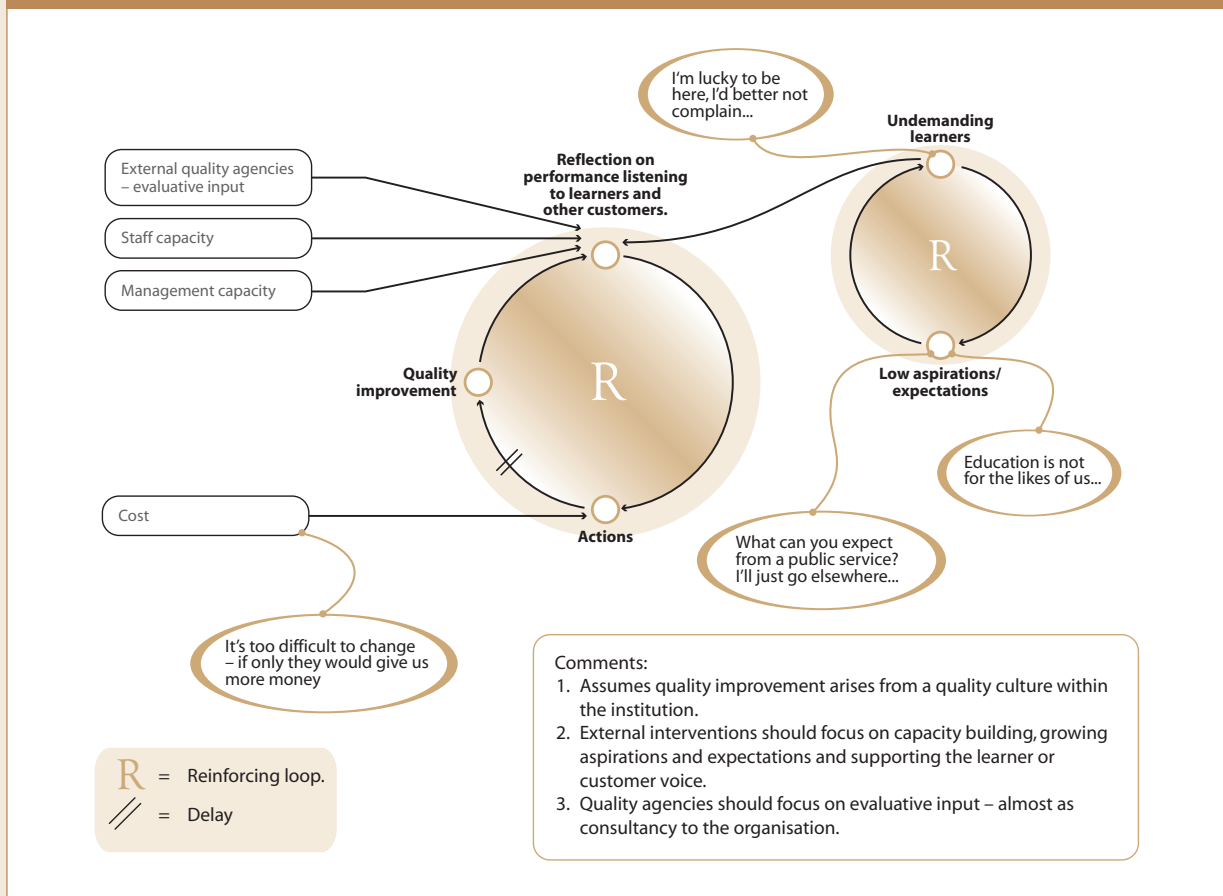 I'm lucky to be
here, I'd better not
complain...
Undemanding
learners
External quality agencies
– evaluative input
Staff capacity
Management capacity
Reflection on
performance listening
to learners and
other customers.
R
R
Quality
improvement
Low aspirations/
expectations
Education is not
for the likes of us...
Cost
Actions
What can you expect
from a public service?
I'll just go elsewhere...
It's too difficult to change
– if only they would give us
more money
Comments:
1. Assumes quality improvement arises from a quality culture within
the institution.
2. External interventions should focus on capacity building, growing
aspirations and expectations and supporting the learner or
customer voice.
3. Quality agencies should focus on evaluative input – almost as
consultancy to the organisation.
R = Reinforcing loop.
// = Delay